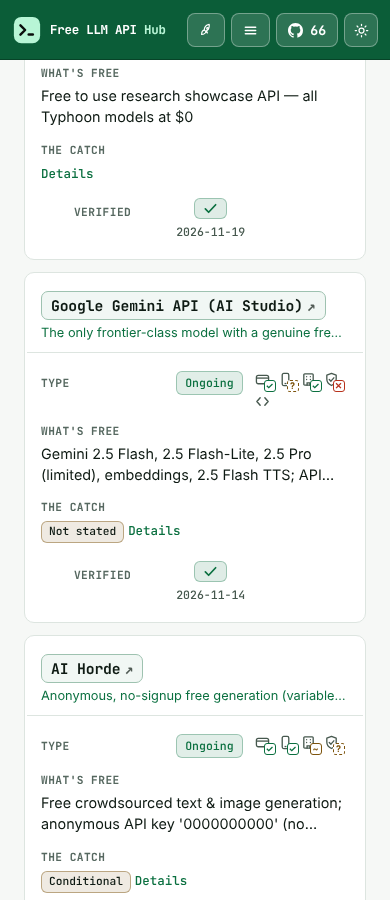 Free LLM API Hub
66
WHAT'S FREE
Free to use research showcase API — all
Typhoon models at $0
THE CATCH
Details
VERIFIED
2026-11-19
Google Gemini API (AI Studio) ↗
The only frontier-class model with a genuine fre...
TYPE
Ongoing
WHAT'S FREE
Gemini 2.5 Flash, 2.5 Flash-Lite, 2.5 Pro
(limited), embeddings, 2.5 Flash TTS; API...
THE CATCH
Not stated Details
VERIFIED
2026-11-14
AI Horde ↗
Anonymous, no-signup free generation (variable...
TYPE
Ongoing
WHAT'S FREE
Free crowdsourced text & image generation;
anonymous API key '0000000000' (no...
THE CATCH
Conditional Details